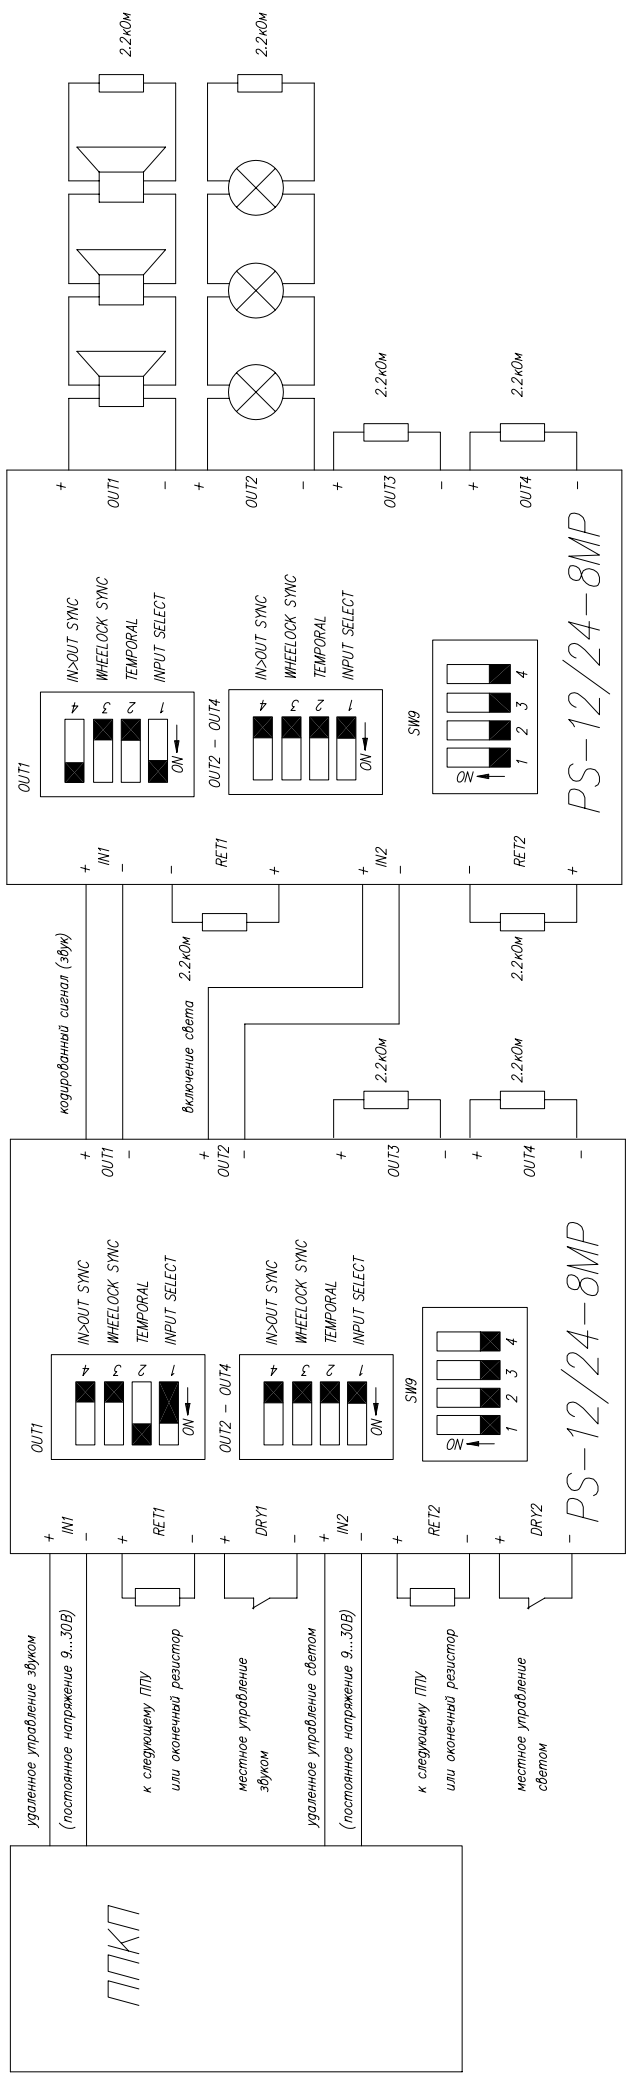 ППКП
удаленное управление звуком
(постоянное напряжение 9...30В)
к следующему ППУ
или оконечный резистор
местное управление
звуком
удаленное управление светом
(постоянное напряжение 9...30В)
к следующему ППУ
или оконечный резистор
местное управление
светом
+
IN1
-
+
RET1
-
+
DRY1
-
+
IN2
-
+
RET2
-
+
DRY2
-
OUT1
4 IN>OUT SYNC
3 WHEELOCK SYNC
2 TEMPORAL
1 INPUT SELECT
ON
OUT2 - OUT4
4 IN>OUT SYNC
3 WHEELOCK SYNC
2 TEMPORAL
1 INPUT SELECT
ON
SW9
ON
1 2 3 4
PS-12/24-8MP
+
OUT1
-
+
OUT2
-
+
OUT3
-
+
OUT4
-
2.2кОм
2.2кОм
кодированный сигнал (звук)
включение света
2.2кОм
2.2кОм
+
IN1
-
-
RET1
+
+
IN2
-
-
RET2
+
OUT1
4 IN>OUT SYNC
3 WHEELOCK SYNC
2 TEMPORAL
1 INPUT SELECT
ON
OUT2 - OUT4
4 IN>OUT SYNC
3 WHEELOCK SYNC
2 TEMPORAL
1 INPUT SELECT
ON
SW9
ON
1 2 3 4
PS-12/24-8MP
+
OUT1
-
+
OUT2
-
+
OUT3
-
+
OUT4
-
2.2кОм
2.2кОм
2.2кОм
2.2кОм